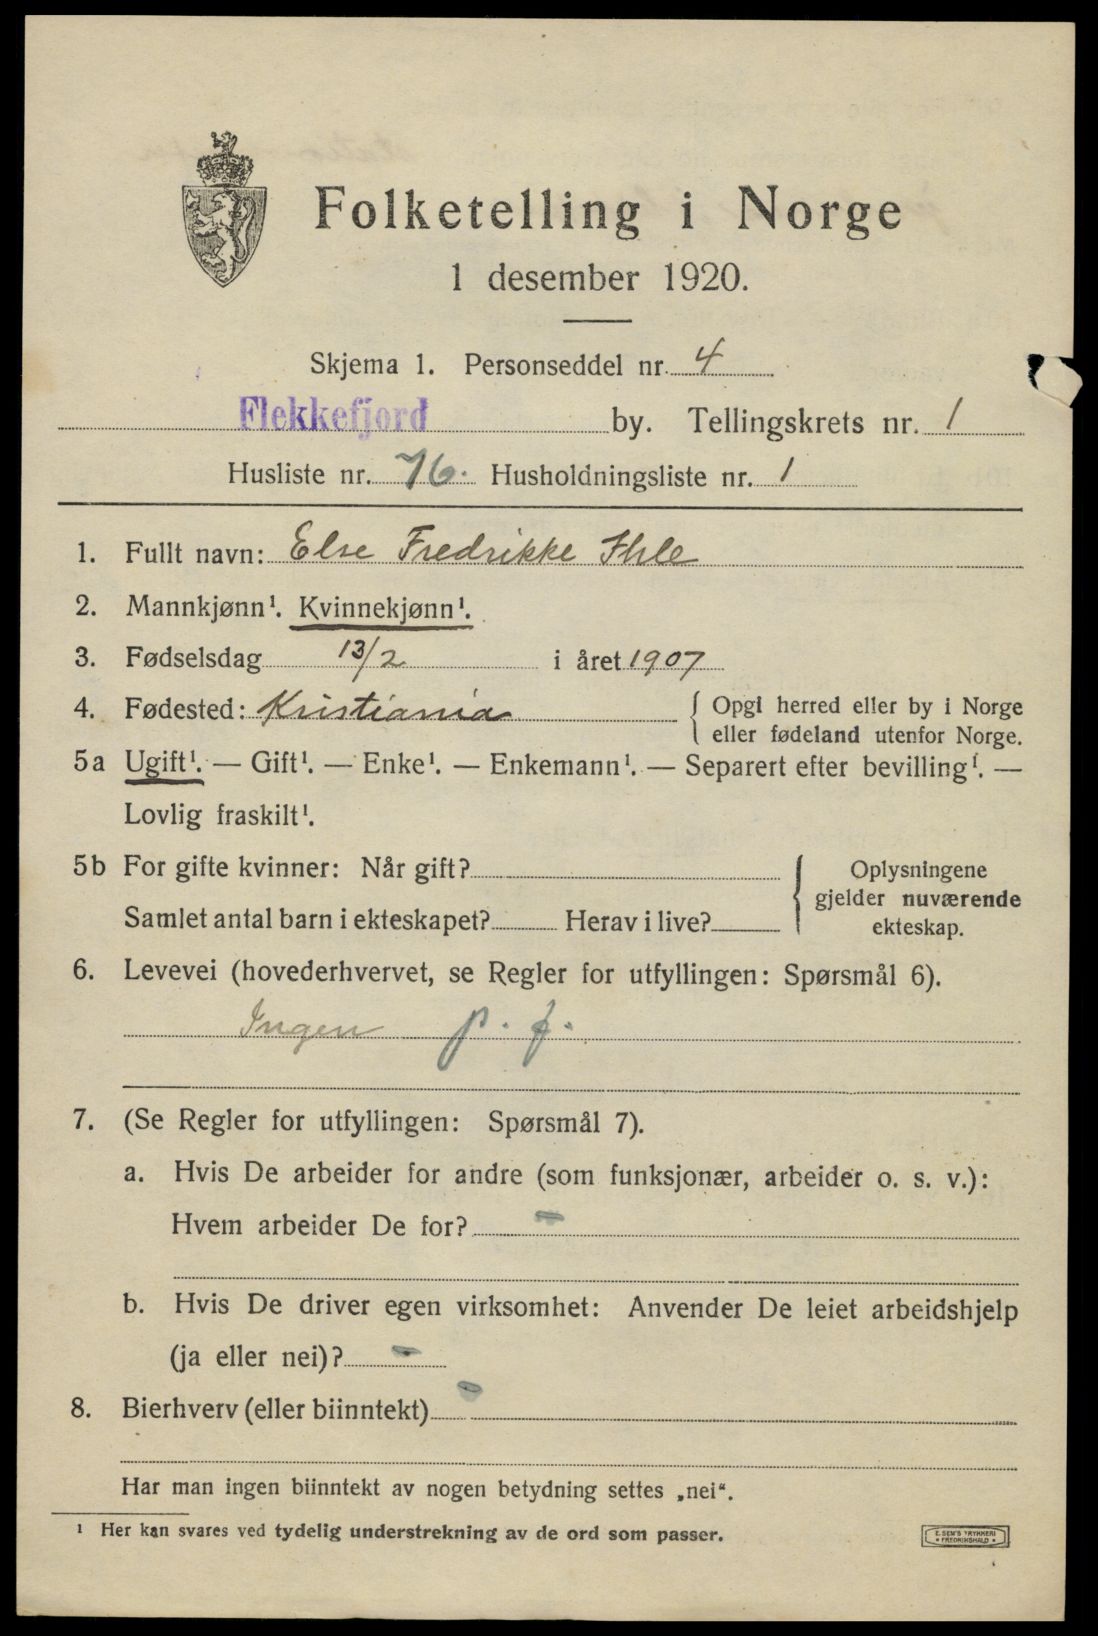 Folketelling i Norge
1 desember 1920.
Skjema 1. Personseddel nr. 4
Flekkefjord by. Tellingskrets nr. 1
Husliste nr. 76. Husholdningsliste nr. 1
1. Fullt navn: Else Fredrikke Ihle
2. Mannkjønn¹. Kvinnekjønn¹.
3. Fødselsdag 13/2 i året 1907
4. Fødested: Kristiania { Opgi herred eller by i Norge
eller fødeland utenfor Norge.
5a Ugift¹. — Gift¹. — Enke¹. — Enkemann¹. — Separert efter bevilling¹. —
Lovlig fraskilt¹.
5b For gifte kvinner: Når gift? { Oplysningene
gjelder nuværende
Samlet antal barn i ekteskapet? Herav i live? ekteskap.
6. Levevei (hovederhvervet, se Regler for utfyllingen: Spørsmål 6).
Ingen p. f.
7. (Se Regler for utfyllingen: Spørsmål 7).
a. Hvis De arbeider for andre (som funksjonær, arbeider o. s. v.):
Hvem arbeider De for? -
b. Hvis De driver egen virksomhet: Anvender De leiet arbeidshjelp
(ja eller nei)? -
8. Bierhverv (eller biinntekt)
Har man ingen biinntekt av nogen betydning settes „nei".
¹ Her kan svares ved tydelig understrekning av de ord som passer.
E. SEM'S TRYKKERI
• FREDRIKSHALD •